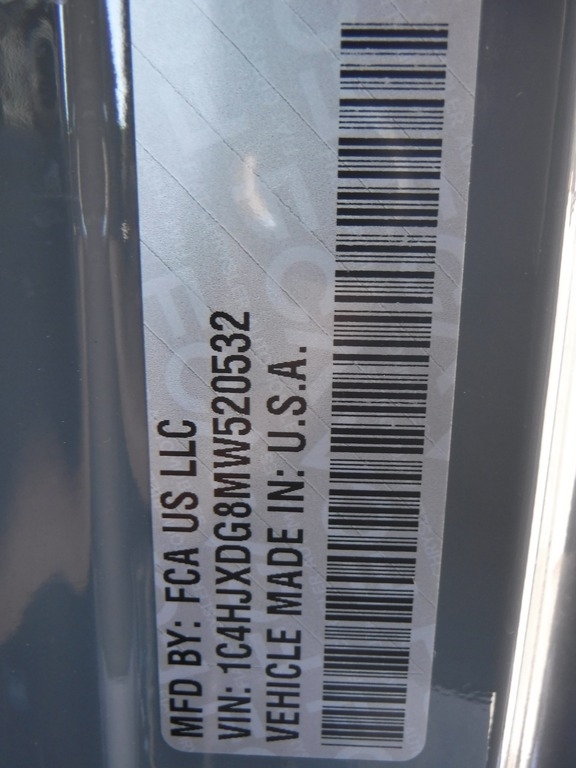 MFD BY: FCA US LLC
VIN: 1C4HJXDG8MW520532
VEHICLE MADE IN: U.S.A.